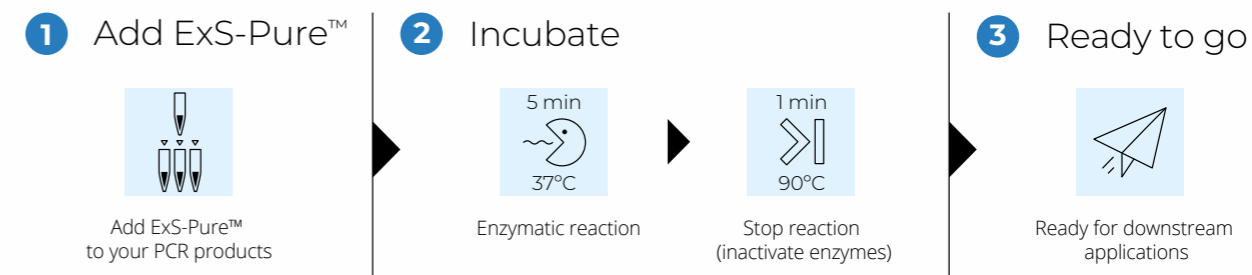 1 Add ExS-Pure™
Add ExS-Pure™
to your PCR products
2 Incubate
5 min
37°C
Enzymatic reaction
1 min
90°C
Stop reaction
(inactivate enzymes)
3 Ready to go
Ready for downstream
applications